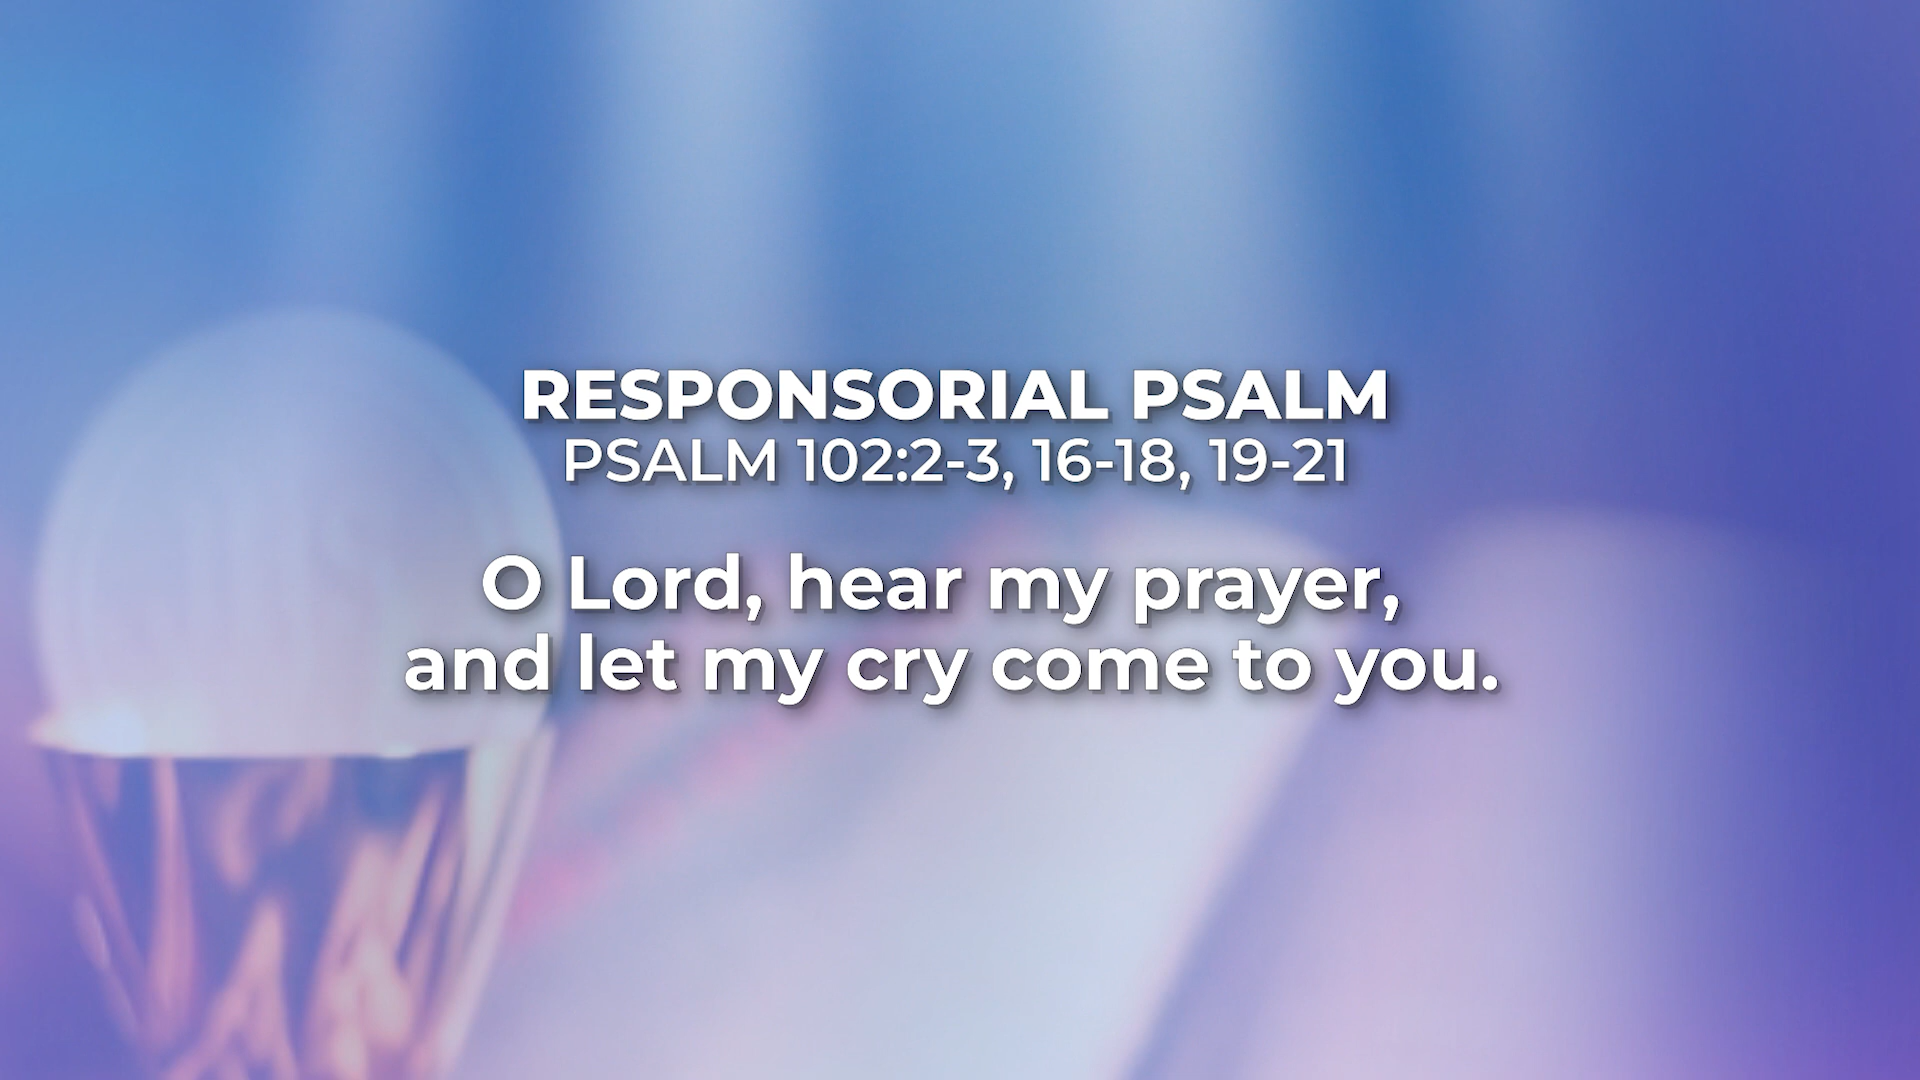 RESPONSORIAL PSALM
PSALM 102:2-3, 16-18, 19-21
O Lord, hear my prayer,
and let my cry come to you.